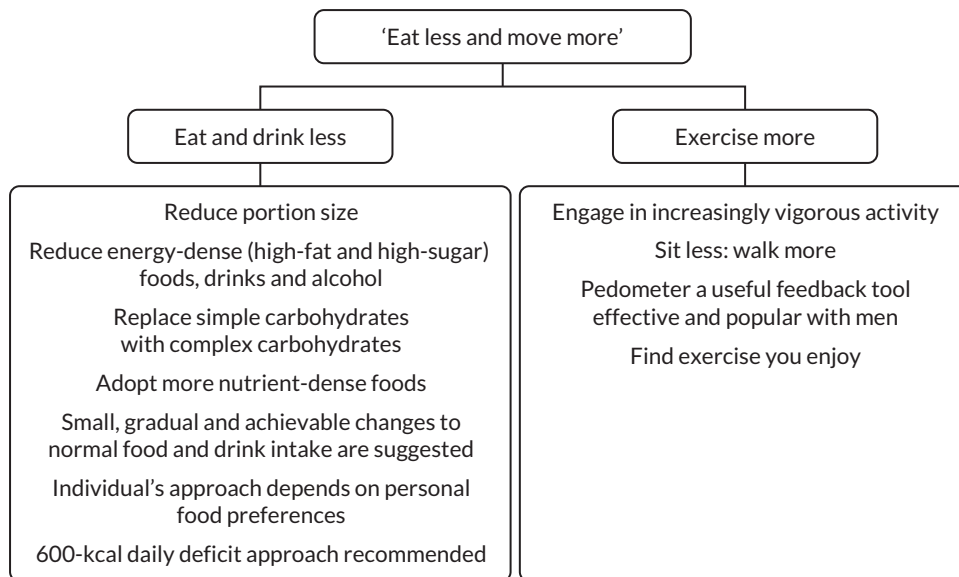 ‘Eat less and move more’
Eat and drink less
Exercise more
Reduce portion size
Reduce energy-dense (high-fat and high-sugar)
foods, drinks and alcohol
Replace simple carbohydrates
with complex carbohydrates
Adopt more nutrient-dense foods
Small, gradual and achievable changes to
normal food and drink intake are suggested
Individual’s approach depends on personal
food preferences
600-kcal daily deficit approach recommended
Engage in increasingly vigorous activity
Sit less: walk more
Pedometer a useful feedback tool
effective and popular with men
Find exercise you enjoy